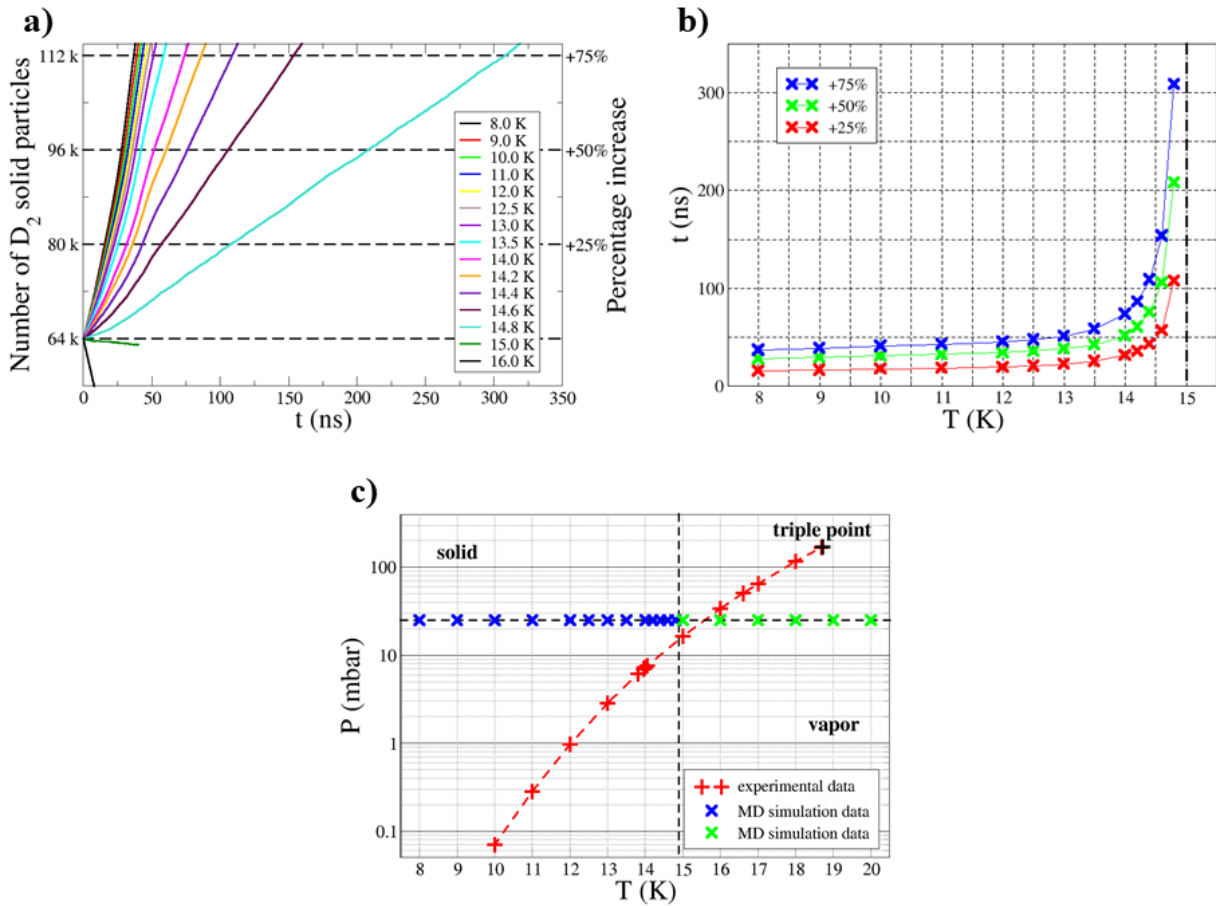 a)
Number of D2 solid particles
112 k
96 k
80 k
64 k
+75%
+50%
+25%
Percentage increase
8.0 K
9.0 K
10.0 K
11.0 K
12.0 K
12.5 K
13.0 K
13.5 K
14.0 K
14.2 K
14.4 K
14.6 K
14.8 K
15.0 K
16.0 K
0 50 100 150 200 250 300 350
t (ns)
b)
t (ns)
300
200
100
0
+75%
+50%
+25%
8 9 10 11 12 13 14 15
T (K)
c)
P (mbar)
100
10
1
0.1
solid
triple point
vapor
experimental data
MD simulation data
MD simulation data
8 9 10 11 12 13 14 15 16 17 18 19 20
T (K)